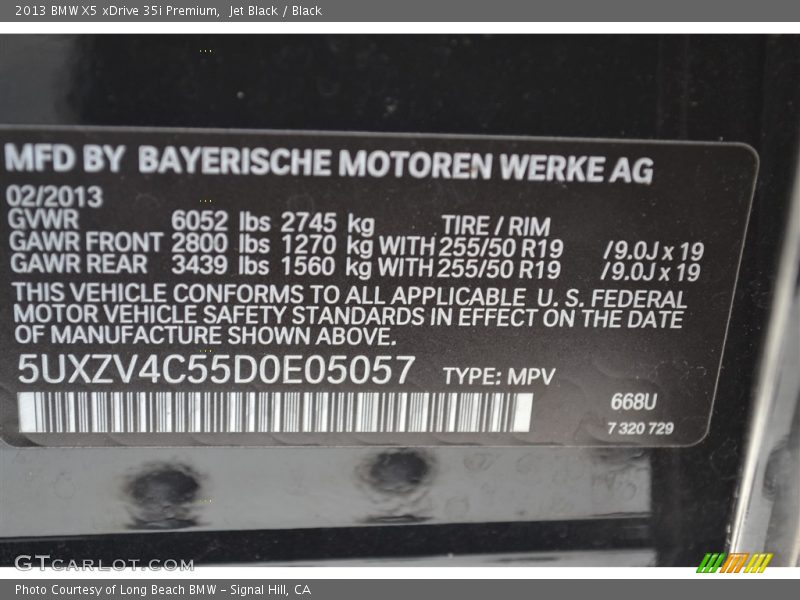 2013 BMW X5 xDrive 35i Premium,  Jet Black / Black
MFD BY BAYERISCHE MOTOREN WERKE AG
02/2013
GVWR 6052 lbs 2745 kg TIRE / RIM
GAWR FRONT 2800 lbs 1270 kg WITH 255/50 R19 /9.0J x 19
GAWR REAR 3439 lbs 1560 kg WITH 255/50 R19 /9.0J x 19
THIS VEHICLE CONFORMS TO ALL APPLICABLE U. S. FEDERAL
MOTOR VEHICLE SAFETY STANDARDS IN EFFECT ON THE DATE
OF MANUFACTURE SHOWN ABOVE.
5UXZV4C55D0E05057 TYPE: MPV
668U
7 320 729
GTCARLOT.COM
Photo Courtesy of Long Beach BMW - Signal Hill, CA